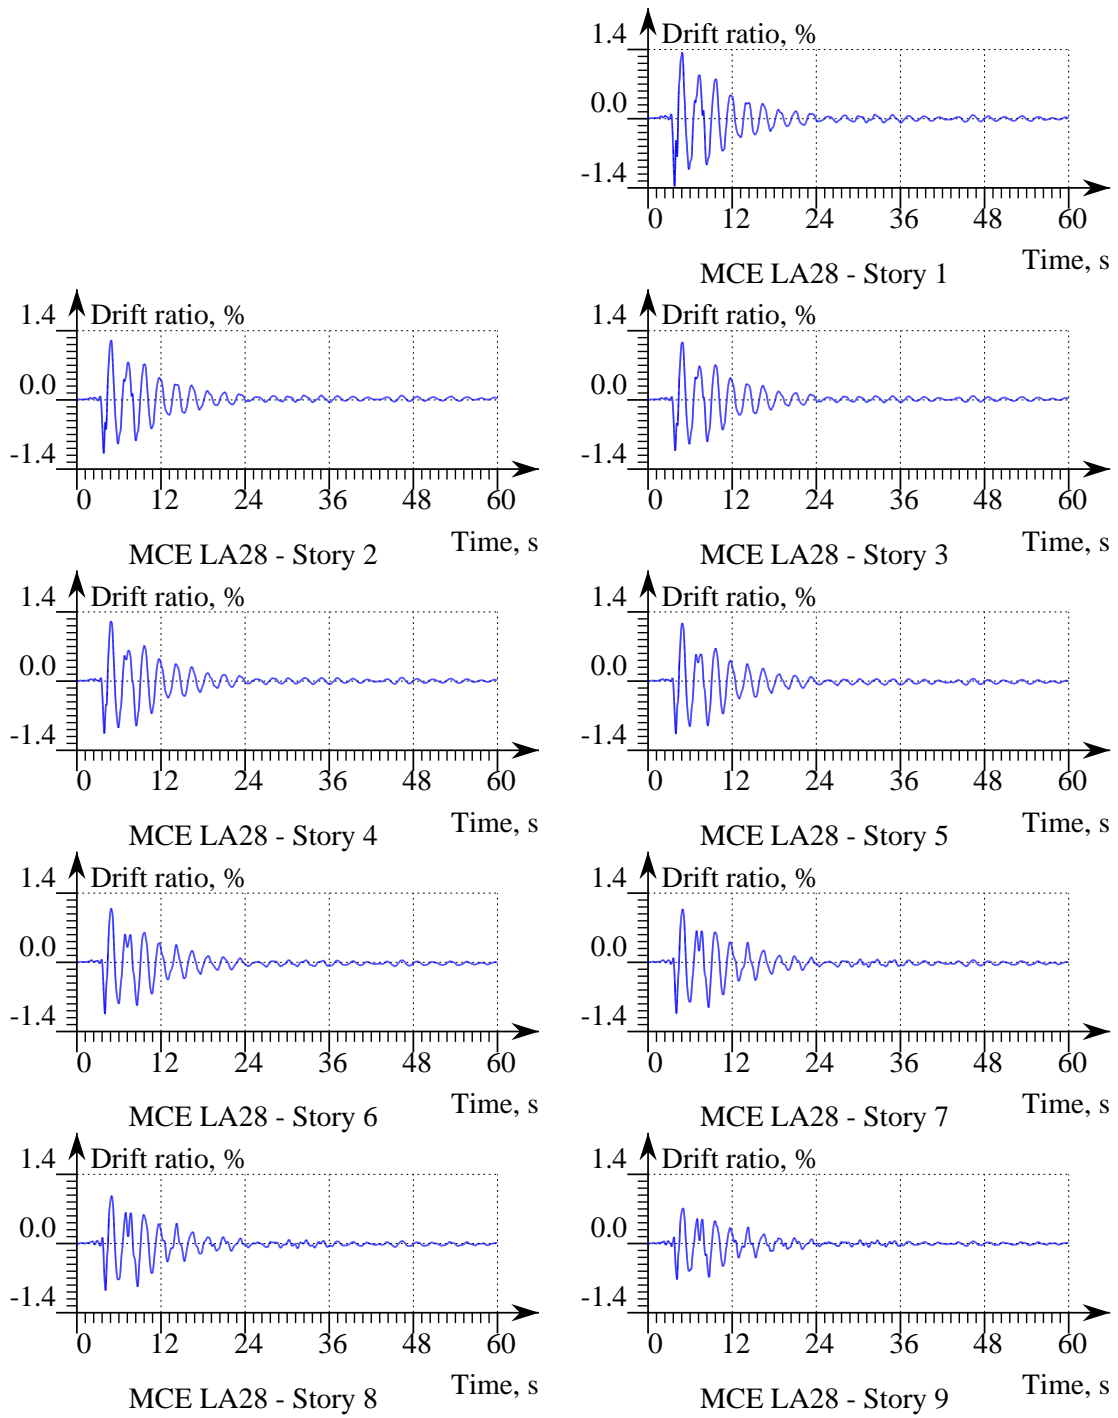 1.4 Drift ratio, %
0.0
-1.4
0 12 24 36 48 60
Time, s
MCE LA28 - Story 1
1.4 Drift ratio, %
0.0
-1.4
0 12 24 36 48 60
Time, s
MCE LA28 - Story 2
1.4 Drift ratio, %
0.0
-1.4
0 12 24 36 48 60
Time, s
MCE LA28 - Story 3
1.4 Drift ratio, %
0.0
-1.4
0 12 24 36 48 60
Time, s
MCE LA28 - Story 4
1.4 Drift ratio, %
0.0
-1.4
0 12 24 36 48 60
Time, s
MCE LA28 - Story 5
1.4 Drift ratio, %
0.0
-1.4
0 12 24 36 48 60
Time, s
MCE LA28 - Story 6
1.4 Drift ratio, %
0.0
-1.4
0 12 24 36 48 60
Time, s
MCE LA28 - Story 7
1.4 Drift ratio, %
0.0
-1.4
0 12 24 36 48 60
Time, s
MCE LA28 - Story 8
1.4 Drift ratio, %
0.0
-1.4
0 12 24 36 48 60
Time, s
MCE LA28 - Story 9